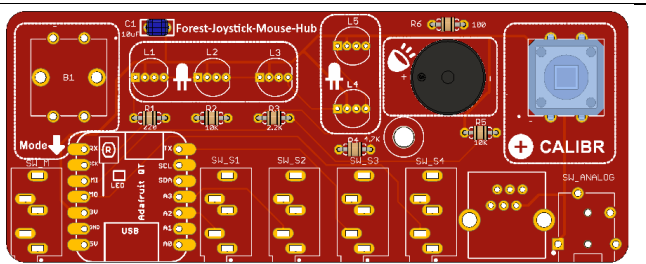 C1
10uF
Forest-Joystick-Mouse-Hub
L5
R6
100
L1
L2
L3
B1
+
L4
R1
220
R2
10K
R3
2,2K
R5
10K
Mode
R4
4,7K
CALIBR
RX
TX
SCL
MI
SDA
MO
A3
3V
A2
GND
A1
5V
A0
R
LED
Adafruit QT
USB
SW_M
SW_S1
SW_S2
SW_S3
SW_S4
SW_ANALOG